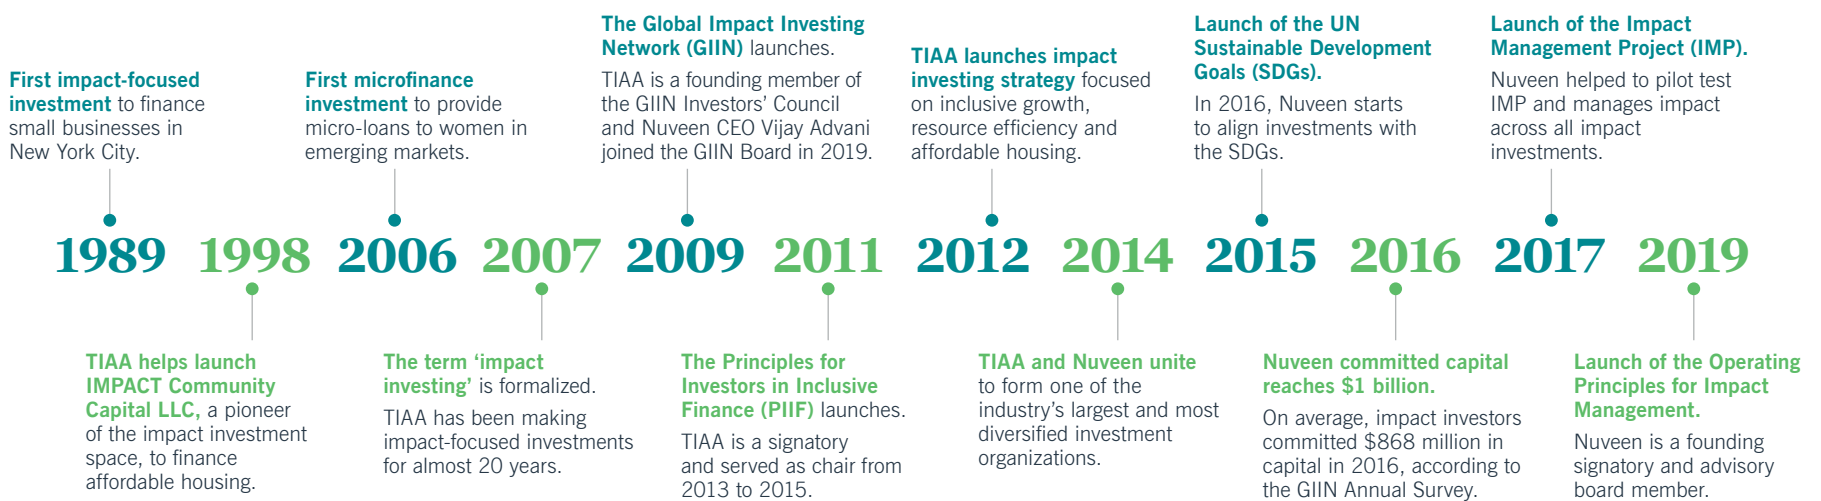 First impact-focused
investment to finance
small businesses in
New York City.
First microfinance
investment to provide
micro-loans to women in
emerging markets.
The Global Impact Investing
Network (GIIN) launches.
TIAA is a founding member of
the GIIN Investors’ Council
and Nuveen CEO Vijay Advani
joined the GIIN Board in 2019.
TIAA launches impact
investing strategy focused
on inclusive growth,
resource efficiency and
affordable housing.
Launch of the UN
Sustainable Development
Goals (SDGs).
In 2016, Nuveen starts
to align investments with
the SDGs.
Launch of the Impact
Management Project (IMP).
Nuveen helped to pilot test
IMP and manages impact
across all impact
investments.
1989 1998 2006 2007 2009 2011 2012 2014 2015 2016 2017 2019
TIAA helps launch
IMPACT Community
Capital LLC, a pioneer
of the impact investment
space, to finance
affordable housing.
The term ‘impact
investing’ is formalized.
TIAA has been making
impact-focused investments
for almost 20 years.
The Principles for
Investors in Inclusive
Finance (PIIF) launches.
TIAA is a signatory
and served as chair from
2013 to 2015.
TIAA and Nuveen unite
to form one of the
industry’s largest and most
diversified investment
organizations.
Nuveen committed capital
reaches $1 billion.
On average, impact investors
committed $868 million in
capital in 2016, according to
the GIIN Annual Survey.
Launch of the Operating
Principles for Impact
Management.
Nuveen is a founding
signatory and advisory
board member.